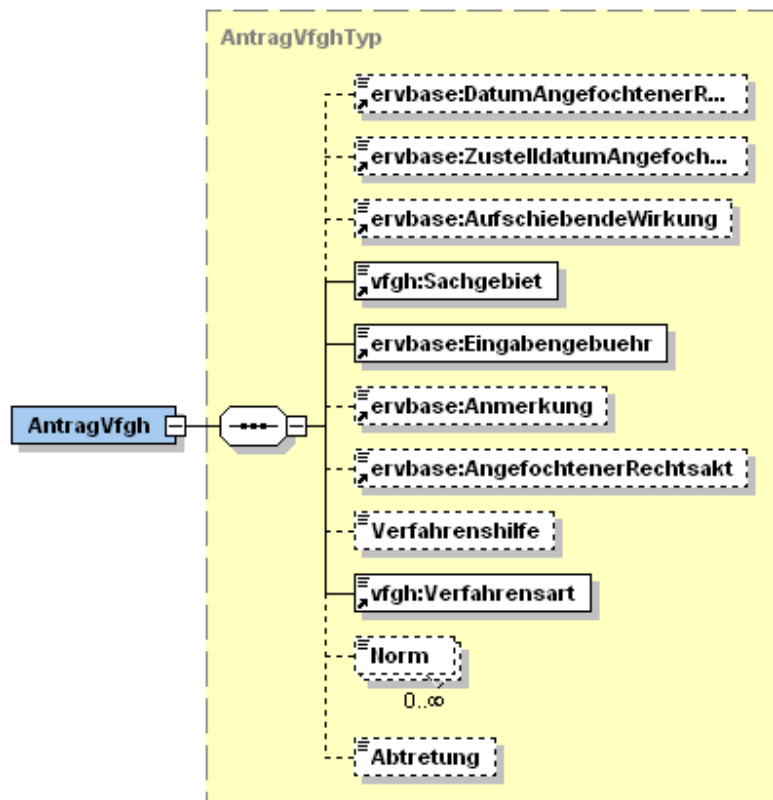 AntragVfghTyp
ervbase:DatumAngefochtenerR...
ervbase:ZustelldatumAngefoch...
ervbase:AufschiebendeWirkung
vfgh:Sachgebiet
ervbase:Eingabengebuehr
AntragVfgh
ervbase:Anmerkung
ervbase:AngefochtenerRechtsakt
Verfahrenshilfe
vfgh:Verfahrensart
Norm
0..∞
Abtretung